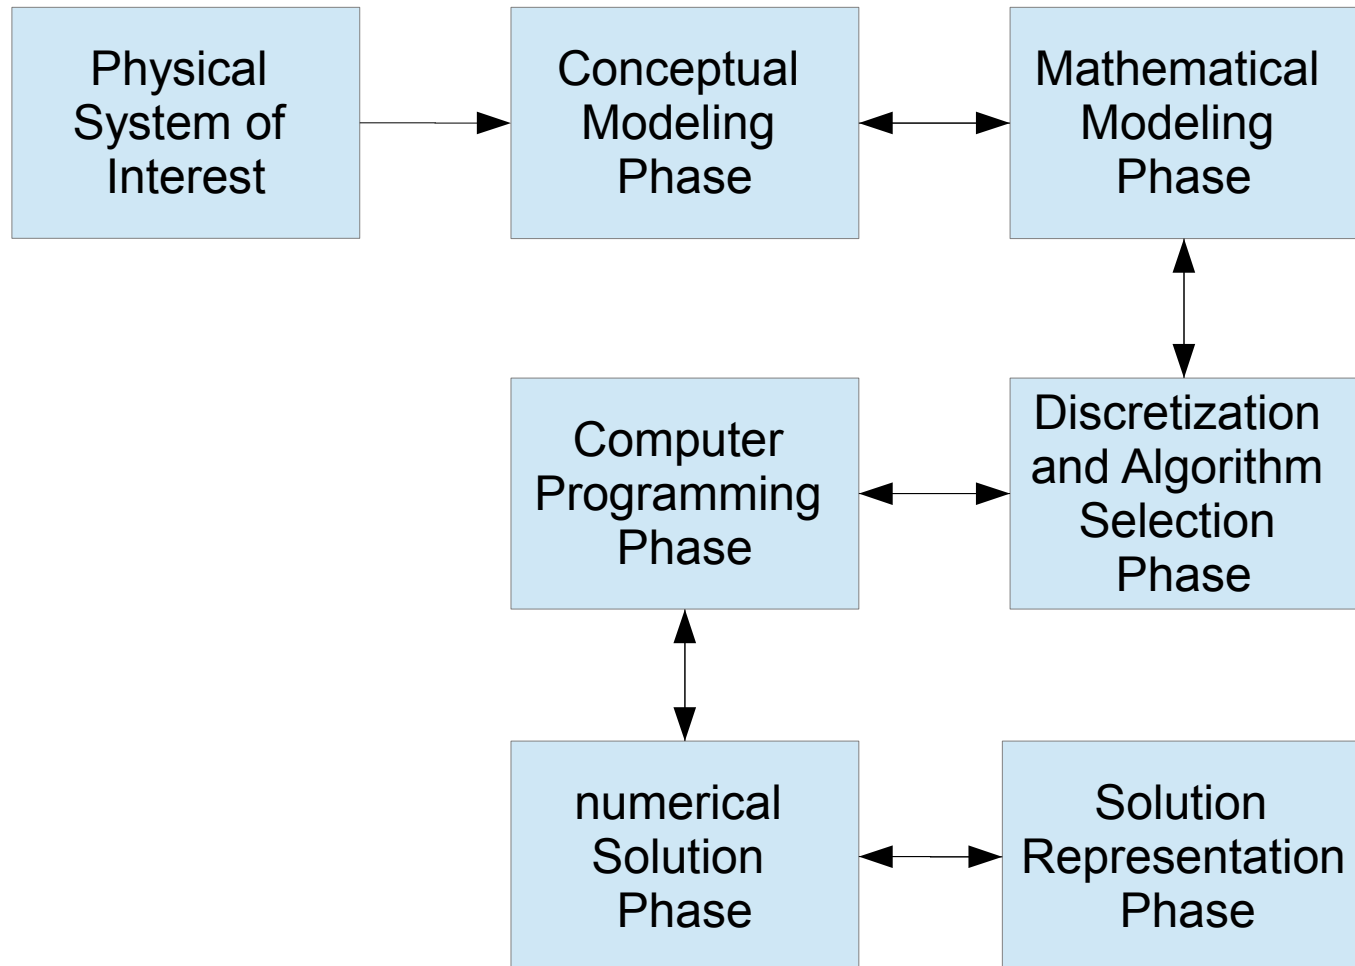 Physical
System of
Interest
Conceptual
Modeling
Phase
Mathematical
Modeling
Phase
Computer
Programming
Phase
Discretization
and Algorithm
Selection
Phase
numerical
Solution
Phase
Solution
Representation
Phase